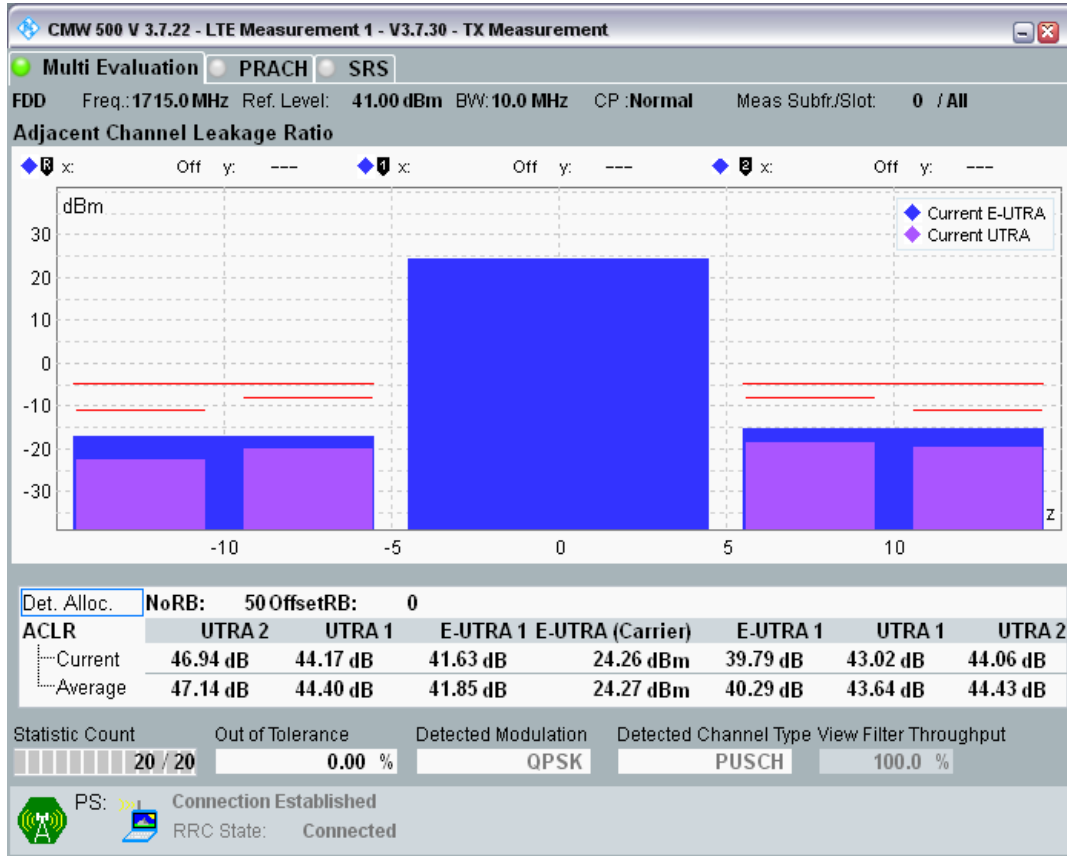 CMW 500 V 3.7.22 - LTE Measurement 1 - V3.7.30 - TX Measurement
Multi Evaluation PRACH SRS
FDD Freq.: 1715.0 MHz Ref. Level: 41.00 dBm BW: 10.0 MHz CP :Normal Meas Subfr./Slot: 0 / All
Adjacent Channel Leakage Ratio
R x: Off y: --- 1 x: Off y: --- 2 x: Off y: ---
dBm
Current E-UTRA
Current UTRA
30
20
10
0
-10
-20
-30
z
-10 -5 0 5 10
Det. Alloc. NoRB: 50 OffsetRB: 0
ACLR UTRA 2 UTRA 1 E-UTRA 1 E-UTRA (Carrier) E-UTRA 1 UTRA 1 UTRA 2
Current 46.94 dB 44.17 dB 41.63 dB 24.26 dBm 39.79 dB 43.02 dB 44.06 dB
Average 47.14 dB 44.40 dB 41.85 dB 24.27 dBm 40.29 dB 43.64 dB 44.43 dB
Statistic Count Out of Tolerance Detected Modulation Detected Channel Type View Filter Throughput
20 / 20 0.00 % QPSK PUSCH 100.0 %
PS: Connection Established
RRC State: Connected